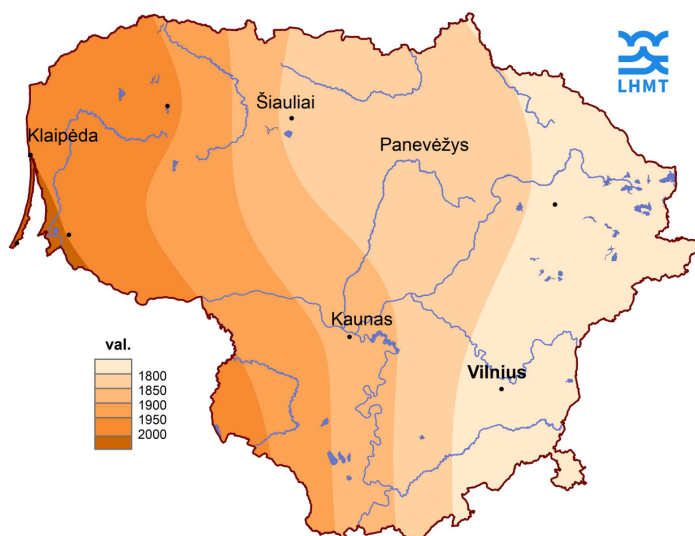 LHMT
Šiauliai
Klaipėda
Panevėžys
Kaunas
Vilnius
val.
1800
1850
1900
1950
2000